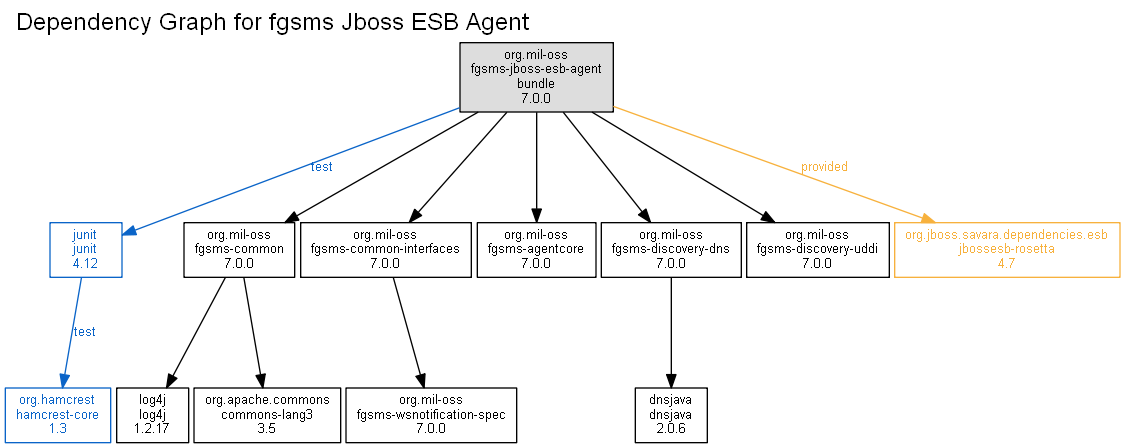 Dependency Graph for fgsms Jboss ESB Agent
org.mil-oss
fgsms-jboss-esb-agent
bundle
7.0.0
test
provided
junit
junit
4.12
org.mil-oss
fgsms-common
7.0.0
org.mil-oss
fgsms-common-interfaces
7.0.0
org.mil-oss
fgsms-agentcore
7.0.0
org.mil-oss
fgsms-discovery-dns
7.0.0
org.mil-oss
fgsms-discovery-uddi
7.0.0
org.jboss.savara.dependencies.esb
jbossesb-rosetta
4.7
test
org.hamcrest
hamcrest-core
1.3
log4j
log4j
1.2.17
org.apache.commons
commons-lang3
3.5
org.mil-oss
fgsms-wsnotification-spec
7.0.0
dnsjava
dnsjava
2.0.6